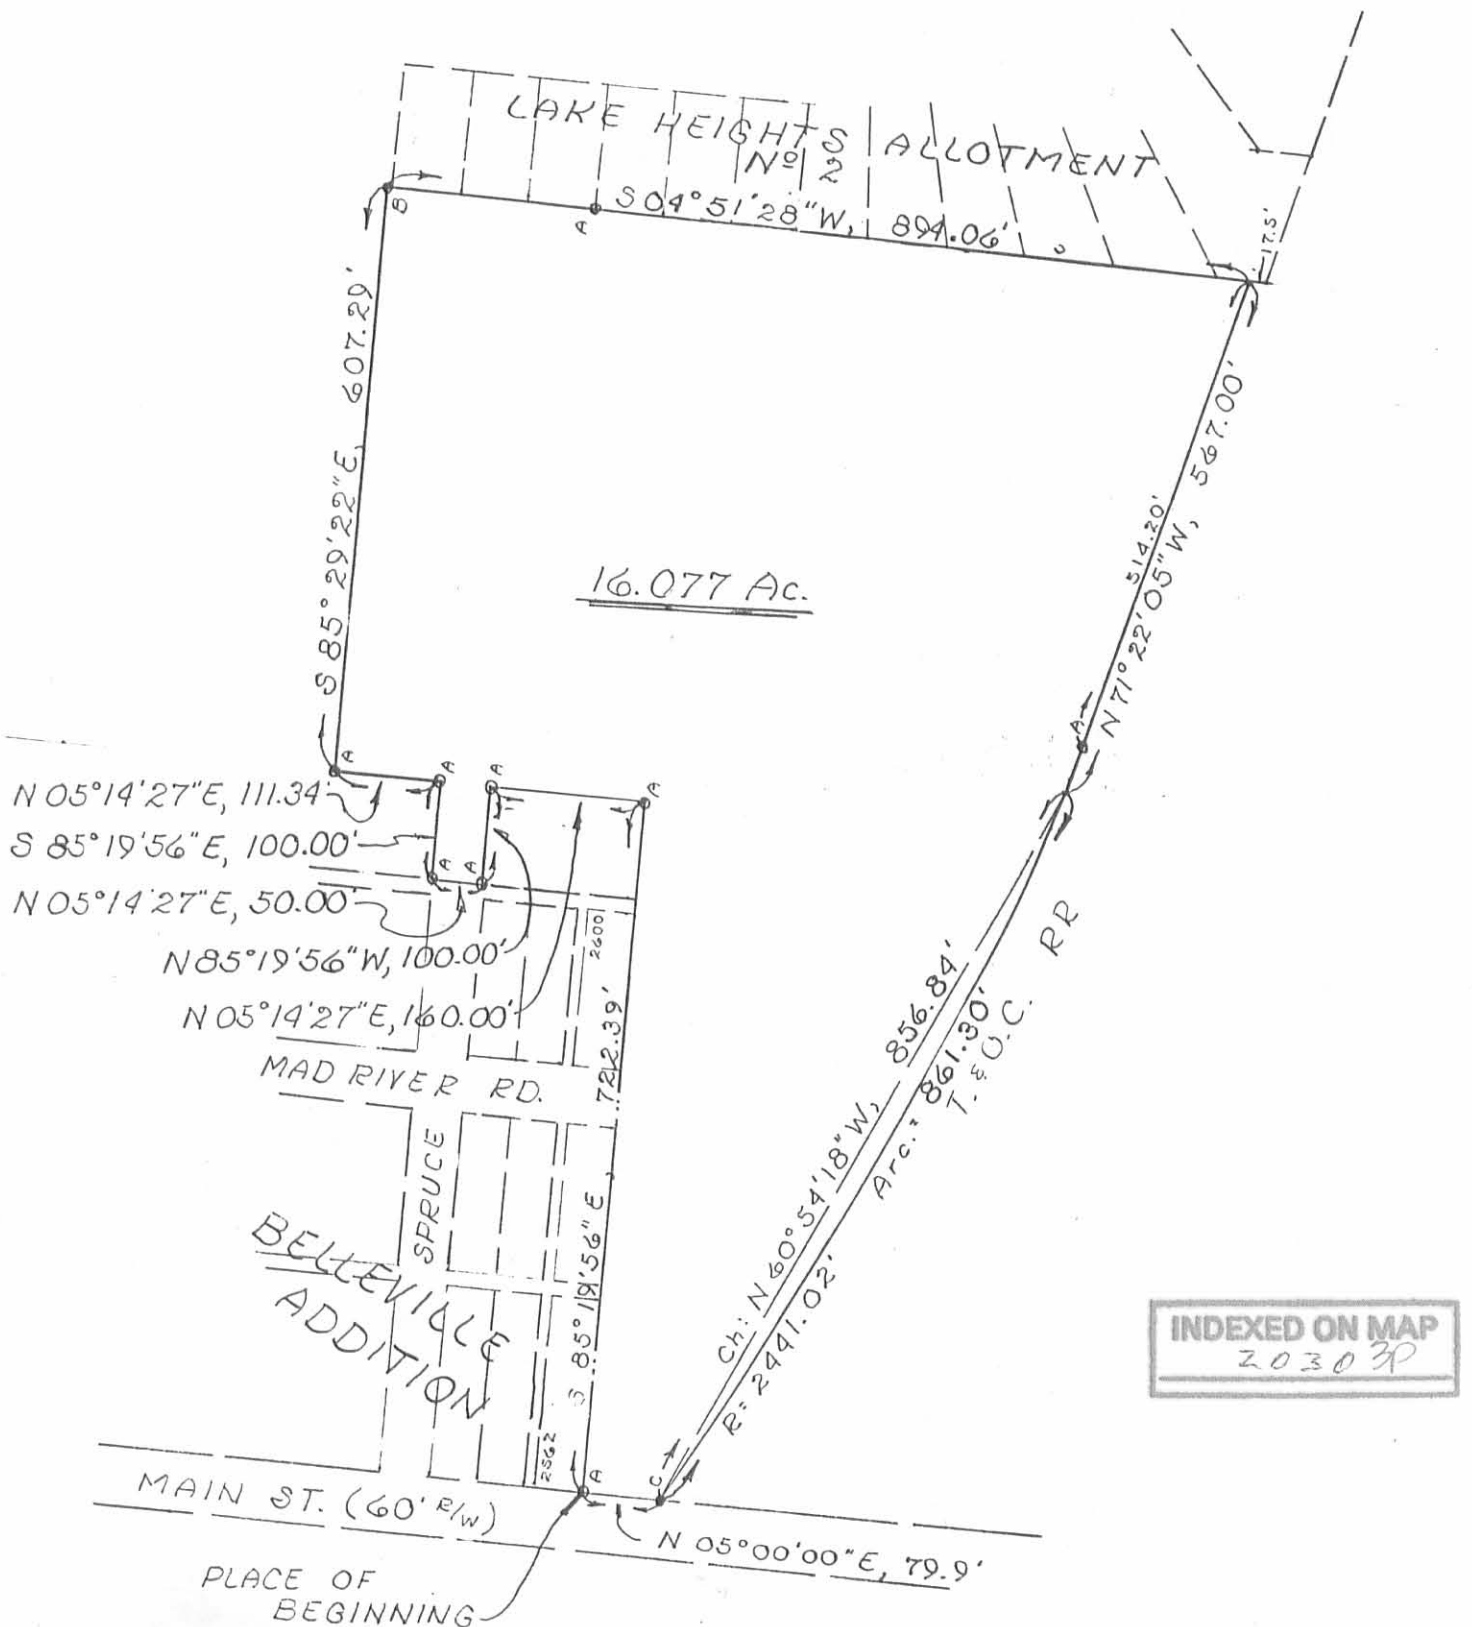 LAKE HEIGHTS ALLOTMENT
Nº 2
S 04°51'28"W, 894.06'
17.5'
B
A
S 85°29'22"E, 607.29'
N 71°22'05"W, 567.00'
514.20'
16.077 Ac.
A
A
A
A
A
N 05°14'27"E, 111.34'
S 85°19'56"E, 100.00'
A
A
N 05°14'27"E, 50.00'
N 85°19'56"W, 100.00'
N 05°14'27"E, 160.00'
2600
S 85°19'56"E, 722.39'
MAD RIVER RD.
SPRUCE
BELLEVILLE
ADDITION
Ch: N 60°54'18"W, 856.84'
R= 2441.02' Arc.= 861.30'
T. & O.C. RR
INDEXED ON MAP
20303P
2562
A
C
MAIN ST. (60' R/W)
N 05°00'00"E, 79.9'
PLACE OF
BEGINNING